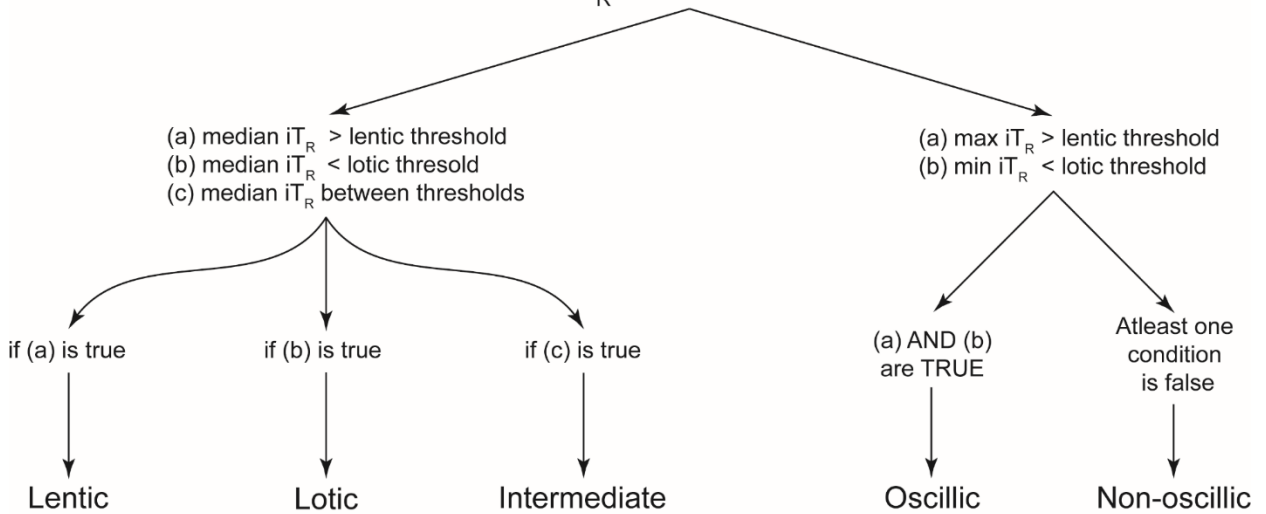 R
(a) median iT_R > lentic threshold
(b) median iT_R < lotic thresold
(c) median iT_R between thresholds
(a) max iT_R > lentic threshold
(b) min iT_R < lotic threshold
if (a) is true
if (b) is true
if (c) is true
(a) AND (b)
are TRUE
Atleast one
condition
is false
Lentic
Lotic
Intermediate
Oscillic
Non-oscillic